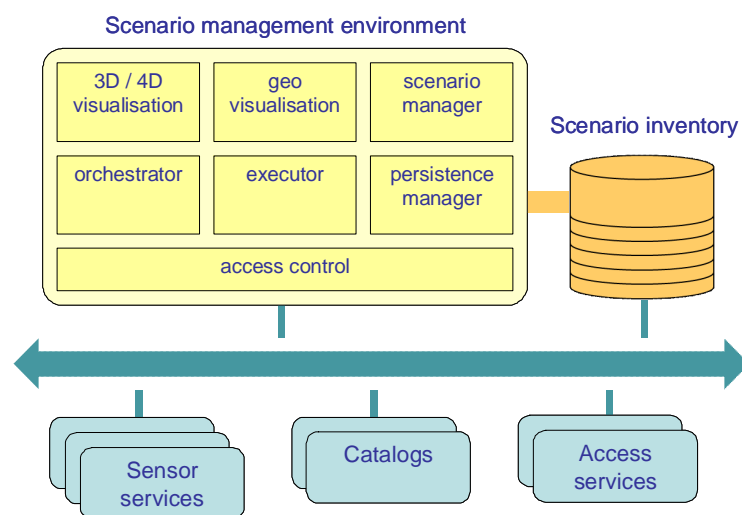 Scenario management environment
3D / 4D
visualisation
geo
visualisation
scenario
manager
Scenario inventory
orchestrator
executor
persistence
manager
access control
Sensor
services
Catalogs
Access
services